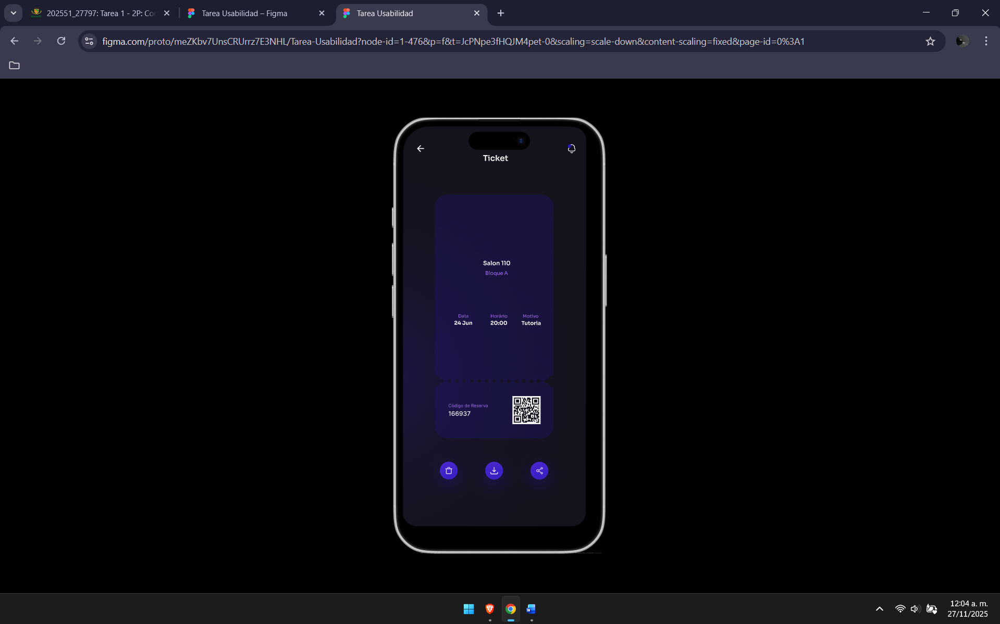 202551_27797: Tarea 1 - 2P: Co
Tarea Usabilidad – Figma
Tarea Usabilidad
figma.com/proto/meZKbv7UnsCRUrrz7E3NHL/Tarea-Usabilidad?node-id=1-476&p=f&t=JcPNpe3fHQJM4pet-0&scaling=scale-down&content-scaling=fixed&page-id=0%3A1
Ticket
Salon 110
Bloque A
Data Horário Motivo
24 Jun 20:00 Tutoria
Código de Reserva
166937
12:04 a. m.
27/11/2025